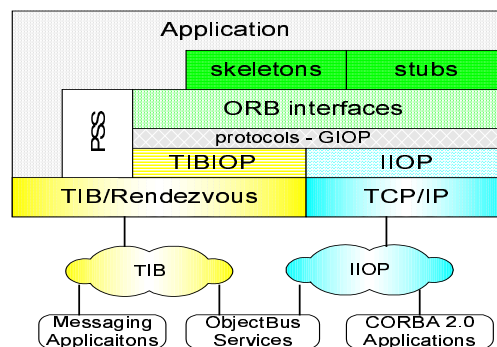 Application
skeletons
stubs
PSS
ORB interfaces
protocols - GIOP
TIBIOP
IIOP
TIB/Rendezvous
TCP/IP
TIB
IIOP
Messaging
Applicaitons
ObjectBus
Services
CORBA 2.0
Applications